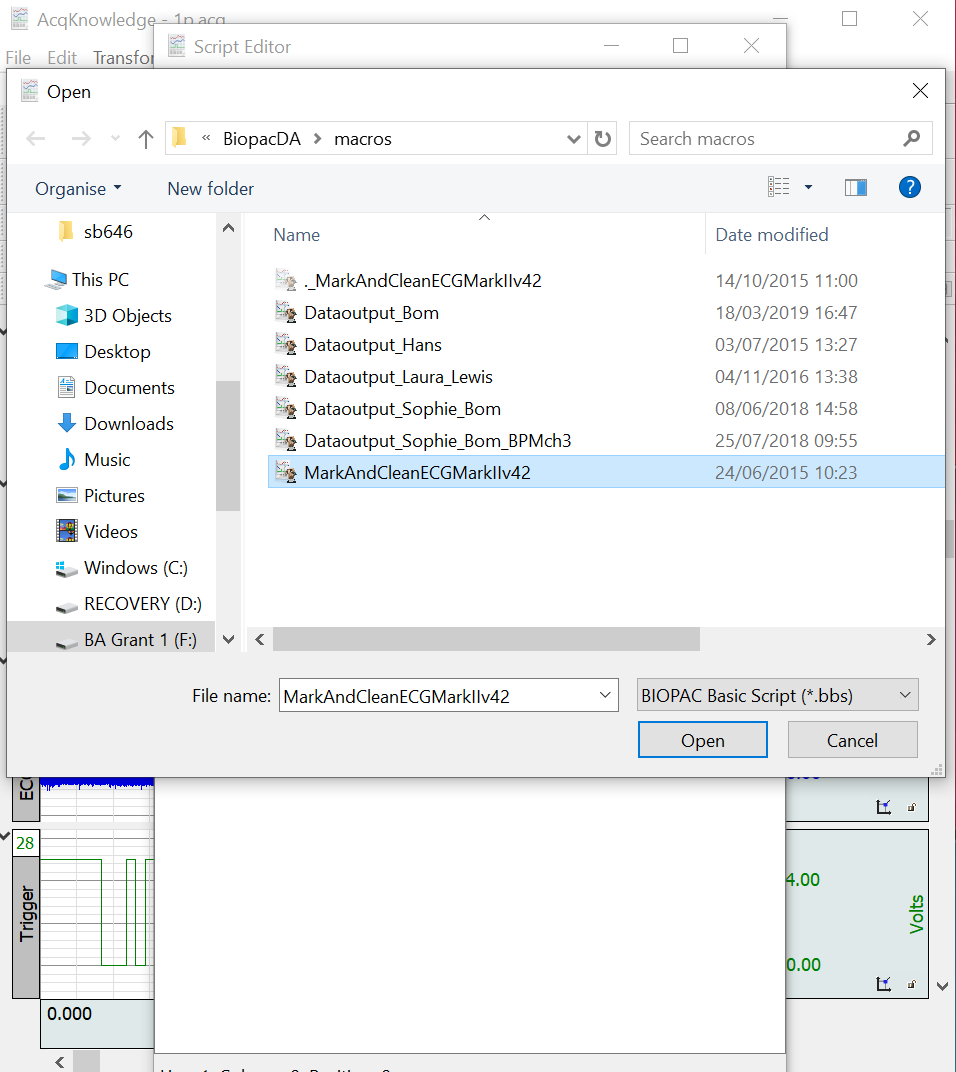 AcqKnowledge - 1p.acq
Script Editor
File Edit Transfor
Open
« BiopacDA > macros
Search macros
Organise
New folder
sb646
This PC
3D Objects
Desktop
Documents
Downloads
Music
Pictures
Videos
Windows (C:)
RECOVERY (D:)
BA Grant 1 (F:)
Name Date modified
._MarkAndCleanECGMarkIIv42 14/10/2015 11:00
Dataoutput_Bom 18/03/2019 16:47
Dataoutput_Hans 03/07/2015 13:27
Dataoutput_Laura_Lewis 04/11/2016 13:38
Dataoutput_Sophie_Bom 08/06/2018 14:58
Dataoutput_Sophie_Bom_BPMch3 25/07/2018 09:55
MarkAndCleanECGMarkIIv42 24/06/2015 10:23
File name: MarkAndCleanECGMarkIIv42 BIOPAC Basic Script (*.bbs)
Open Cancel
EC
28
Trigger
4.00
Volts
0.00
0.000